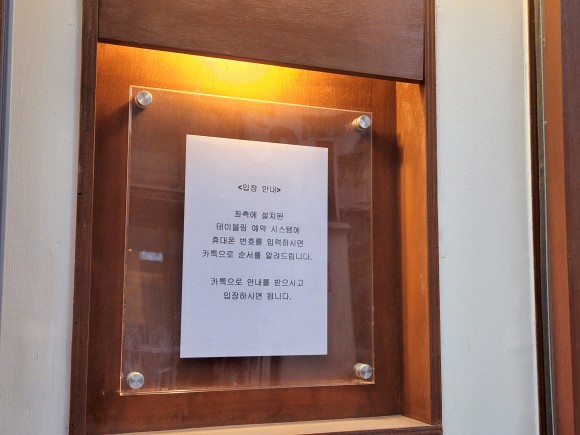 <입장 안내>
좌측에 설치된
테이블링 예약 시스템에
휴대폰 번호를 입력하시면
카톡으로 순서를 알려드립니다.
카톡으로 안내를 받으시고
입장하시면 됩니다.